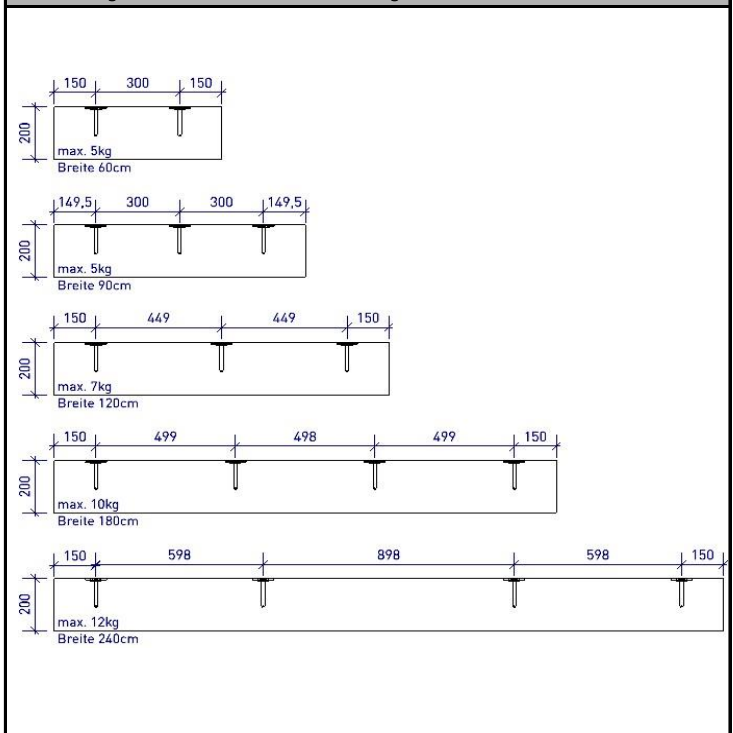 150 300 150
200
max. 5kg
Breite 60cm
149,5 300 300 149,5
200
max. 5kg
Breite 90cm
150 449 449 150
200
max. 7kg
Breite 120cm
150 499 498 499 150
200
max. 10kg
Breite 180cm
150 598 898 598 150
200
max. 12kg
Breite 240cm